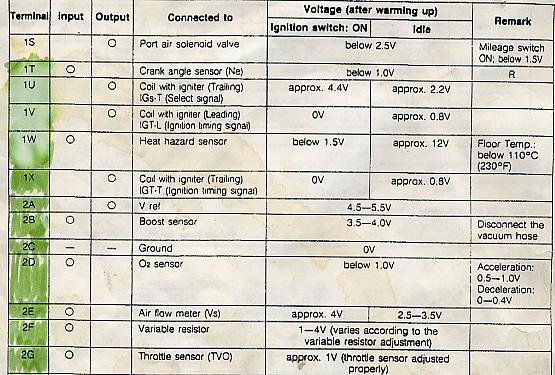 Terminal Input Output Connected to Voltage (after warming up) Remark
Ignition switch: ON Idle
1S O Port air solenoid valve below 2.5V Mileage switch
ON; below 1.5V
1T O Crank angle sensor (Ne) below 1.0V R
1U O Coil with igniter (Trailing) approx. 4.4V approx. 2.2V
IGs-T (Select signal)
1V O Coil with igniter (Leading) 0V approx. 0.8V
IGT-L (Ignition timing signal)
1W O Heat hazard sensor below 1.5V approx. 12V Floor Temp.:
below 110°C
(230°F)
1X O Coil with igniter (Trailing) 0V approx. 0.8V
IGT-T (Ignition timing signal)
2A O V ref 4.5—5.5V
2B O Boost sensor 3.5—4.0V Disconnect the
vacuum hose
2C — — Ground 0V
2D O O₂ sensor below 1.0V Acceleration:
0.5—1.0V
Deceleration:
0—0.4V
2E O Air flow meter (Vs) approx. 4V 2.5—3.5V
2F O Variable resistor 1—4V (varies according to the
variable resistor adjustment)
2G O Throttle sensor (TVO) approx. 1V (throttle sensor adjusted
properly)